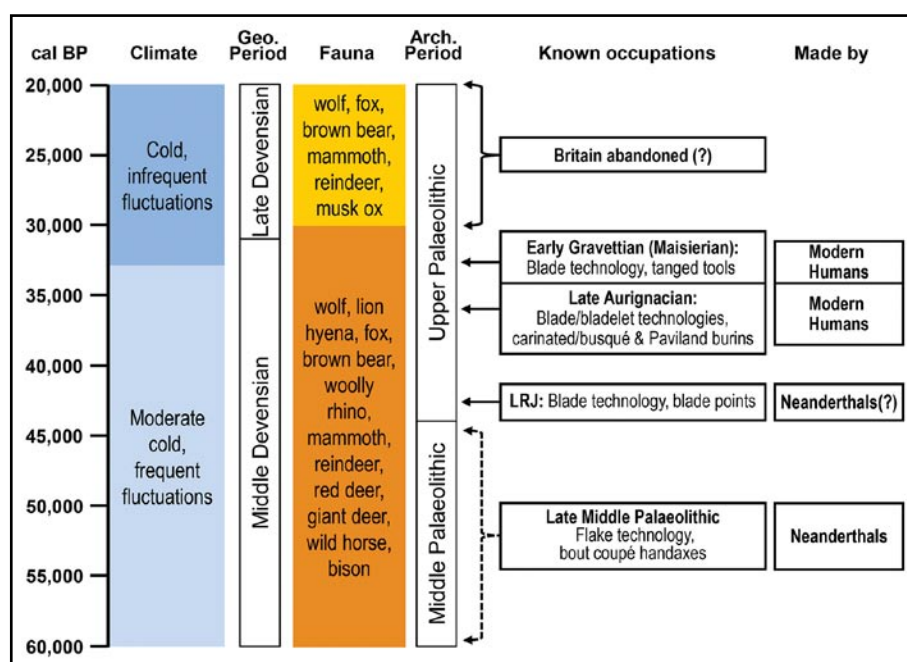 cal BP
Climate
Geo.
Period
Fauna
Arch.
Period
Known occupations
Made by
20,000
25,000
30,000
35,000
40,000
45,000
50,000
55,000
60,000
Cold,
infrequent
fluctuations
Moderate
cold,
frequent
fluctuations
Late Devensian
Middle Devensian
wolf, fox,
brown bear,
mammoth,
reindeer,
musk ox
wolf, lion
hyena, fox,
brown bear,
woolly
rhino,
mammoth,
reindeer,
red deer,
giant deer,
wild horse,
bison
Upper Palaeolithic
Middle Palaeolithic
Britain abandoned (?)
Early Gravettian (Maisierian):
Blade technology, tanged tools
Modern
Humans
Late Aurignacian:
Blade/bladelet technologies,
carinated/busqué & Paviland burins
Modern
Humans
LRJ: Blade technology, blade points
Neanderthals(?)
Late Middle Palaeolithic
Flake technology,
bout coupé handaxes
Neanderthals